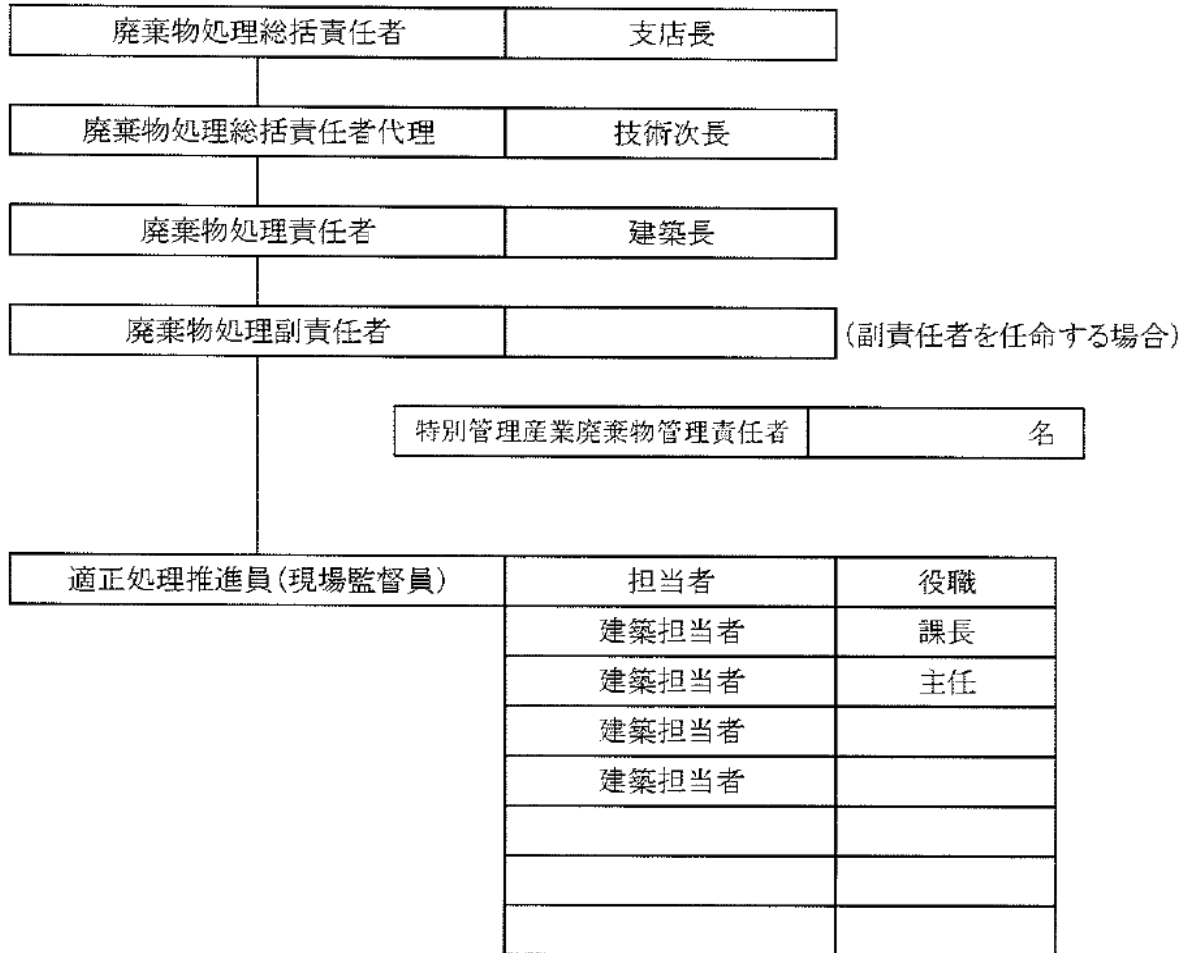 廃棄物処理総括責任者 支店長
廃棄物処理総括責任者代理 技術次長
廃棄物処理責任者 建築長
廃棄物処理副責任者 (副責任者を任命する場合)
特別管理産業廃棄物管理責任者 名
適正処理推進員(現場監督員) 担当者 役職
建築担当者 課長
建築担当者 主任
建築担当者
建築担当者